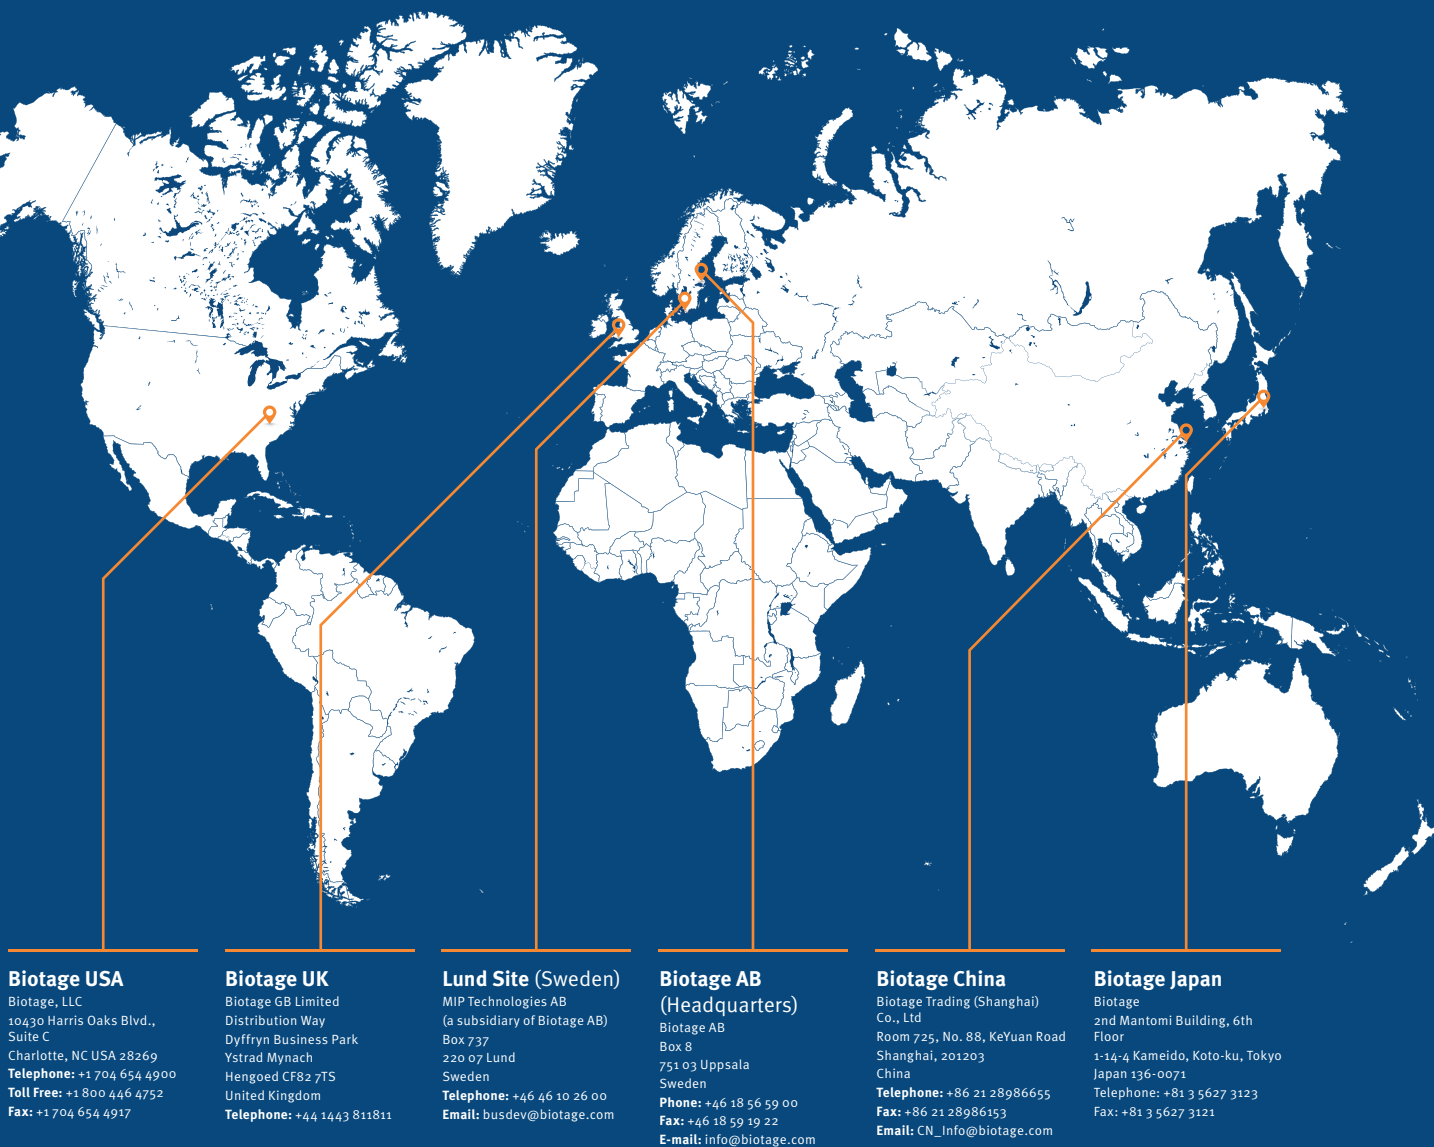 Biotage USA
Biotage, LLC
10430 Harris Oaks Blvd.,
Suite C
Charlotte, NC USA 28269
Telephone: +1 704 654 4900
Toll Free: +1 800 446 4752
Fax: +1 704 654 4917
Biotage UK
Biotage GB Limited
Distribution Way
Dyffryn Business Park
Ystrad Mynach
Hengoed CF82 7TS
United Kingdom
Telephone: +44 1443 811811
Lund Site (Sweden)
MIP Technologies AB
(a subsidiary of Biotage AB)
Box 737
220 07 Lund
Sweden
Telephone: +46 46 10 26 00
Email: busdev@biotage.com
Biotage AB
(Headquarters)
Biotage AB
Box 8
751 03 Uppsala
Sweden
Phone: +46 18 56 59 00
Fax: +46 18 59 19 22
E-mail: info@biotage.com
Biotage China
Biotage Trading (Shanghai)
Co., Ltd
Room 725, No. 88, KeYuan Road
Shanghai, 201203
China
Telephone: +86 21 28986655
Fax: +86 21 28986153
Email: CN_Info@biotage.com
Biotage Japan
Biotage
2nd Mantomi Building, 6th
Floor
1-14-4 Kameido, Koto-ku, Tokyo
Japan 136-0071
Telephone: +81 3 5627 3123
Fax: +81 3 5627 3121